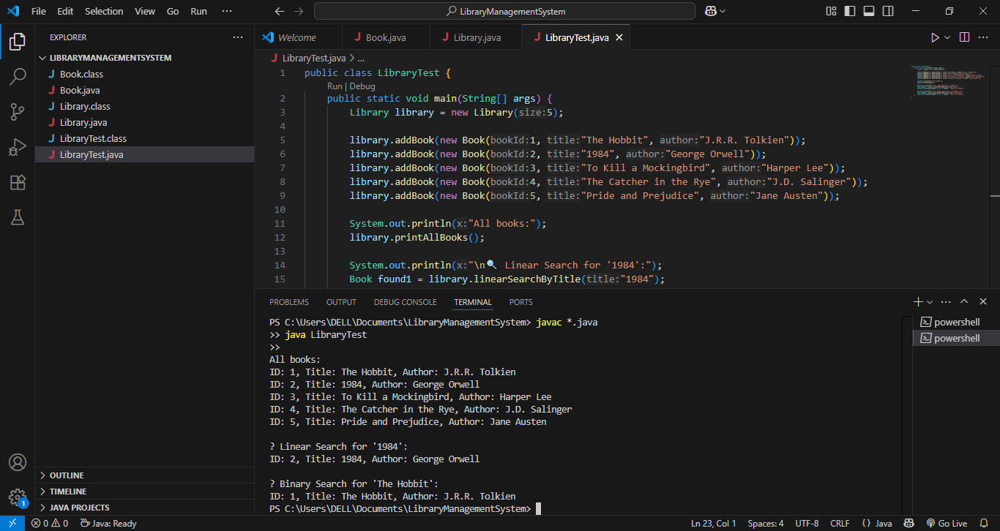 File Edit Selection View Go Run ··· LibraryManagementSystem
EXPLORER ···
LIBRARYMANAGEMENTSYSTEM
Book.class
Book.java
Library.class
Library.java
LibraryTest.class
LibraryTest.java
OUTLINE
TIMELINE
JAVA PROJECTS
1
Welcome Book.java Library.java LibraryTest.java
LibraryTest.java > ...
1 public class LibraryTest {
Run | Debug
2 public static void main(String[] args) {
3 Library library = new Library(size:5);
4
5 library.addBook(new Book(bookId:1, title:"The Hobbit", author:"J.R.R. Tolkien"));
6 library.addBook(new Book(bookId:2, title:"1984", author:"George Orwell"));
7 library.addBook(new Book(bookId:3, title:"To Kill a Mockingbird", author:"Harper Lee"));
8 library.addBook(new Book(bookId:4, title:"The Catcher in the Rye", author:"J.D. Salinger"));
9 library.addBook(new Book(bookId:5, title:"Pride and Prejudice", author:"Jane Austen"));
10
11 System.out.println(x:"All books:");
12 library.printAllBooks();
13
14 System.out.println(x:"\n🔍 Linear Search for '1984':");
15 Book found1 = library.linearSearchByTitle(title:"1984");
PROBLEMS OUTPUT DEBUG CONSOLE TERMINAL PORTS
PS C:\Users\DELL\Documents\LibraryManagementSystem> javac *.java
>> java LibraryTest
>>
All books:
ID: 1, Title: The Hobbit, Author: J.R.R. Tolkien
ID: 2, Title: 1984, Author: George Orwell
ID: 3, Title: To Kill a Mockingbird, Author: Harper Lee
ID: 4, Title: The Catcher in the Rye, Author: J.D. Salinger
ID: 5, Title: Pride and Prejudice, Author: Jane Austen

? Linear Search for '1984':
ID: 2, Title: 1984, Author: George Orwell

? Binary Search for 'The Hobbit':
ID: 1, Title: The Hobbit, Author: J.R.R. Tolkien
PS C:\Users\DELL\Documents\LibraryManagementSystem>
powershell
powershell
0 0 Java: Ready Ln 23, Col 1 Spaces: 4 UTF-8 CRLF {} Java Go Live